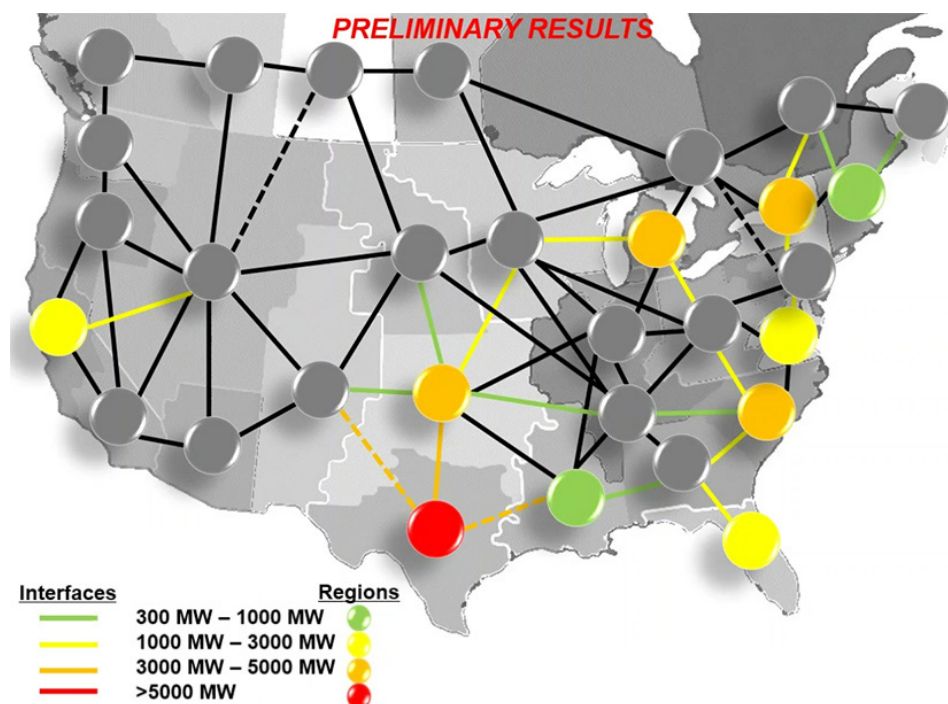 PRELIMINARY RESULTS
Interfaces
Regions
300 MW – 1000 MW
1000 MW – 3000 MW
3000 MW – 5000 MW
>5000 MW